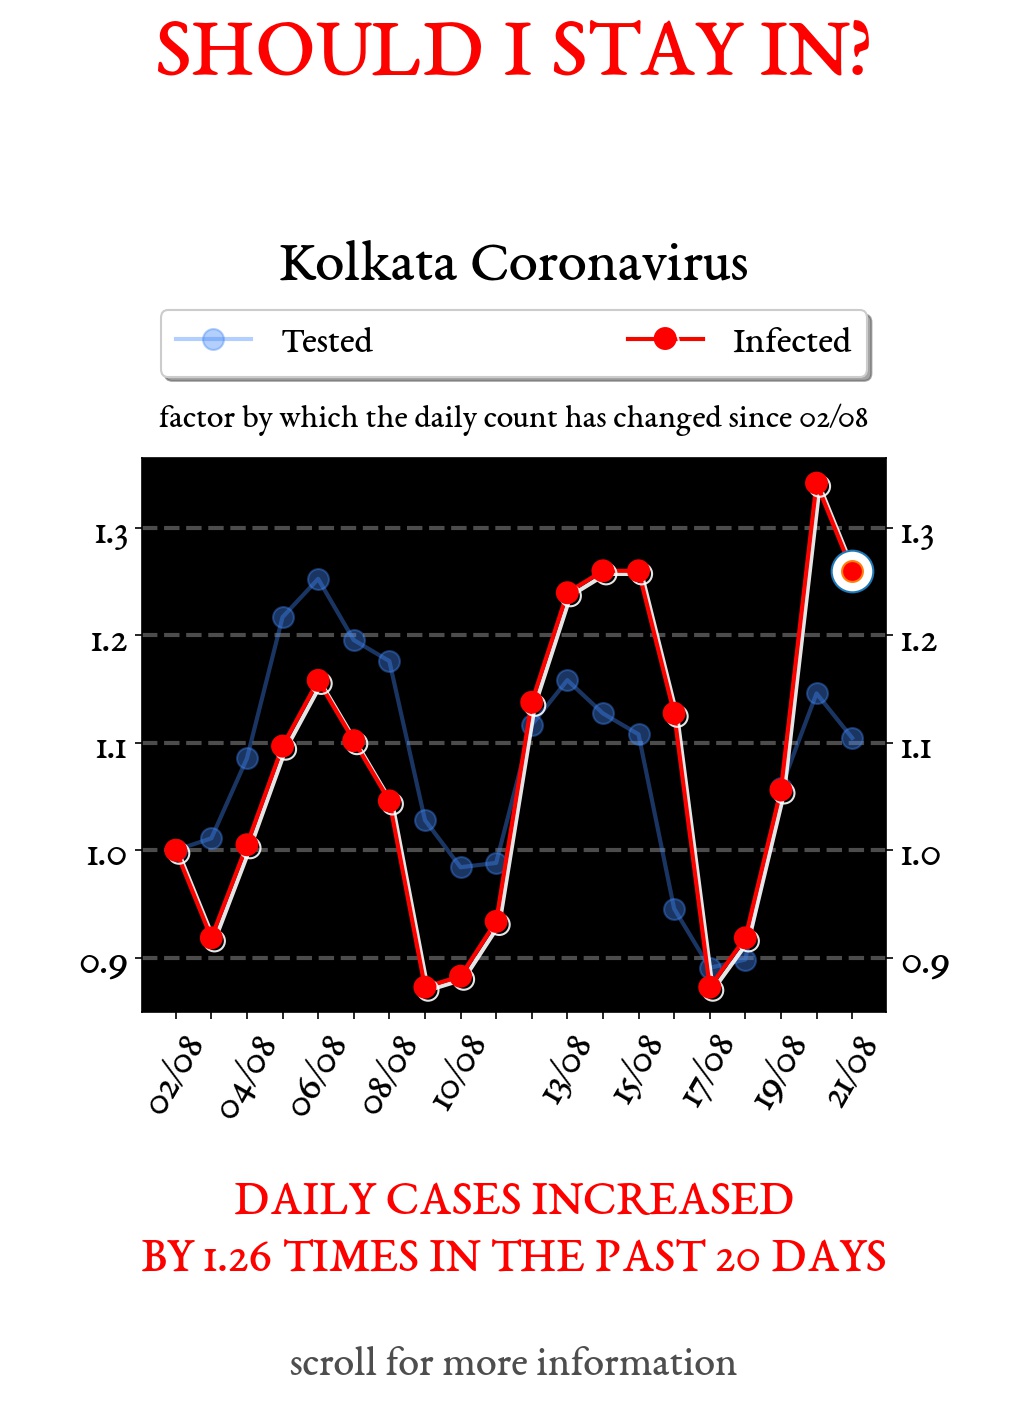 SHOULD I STAY IN?
Kolkata Coronavirus
Tested Infected
factor by which the daily count has changed since 02/08
1.3 1.3
1.2 1.2
1.1 1.1
1.0 1.0
0.9 0.9
02/08 04/08 06/08 08/08 10/08 13/08 15/08 17/08 19/08 21/08
DAILY CASES INCREASED
BY 1.26 TIMES IN THE PAST 20 DAYS
scroll for more information